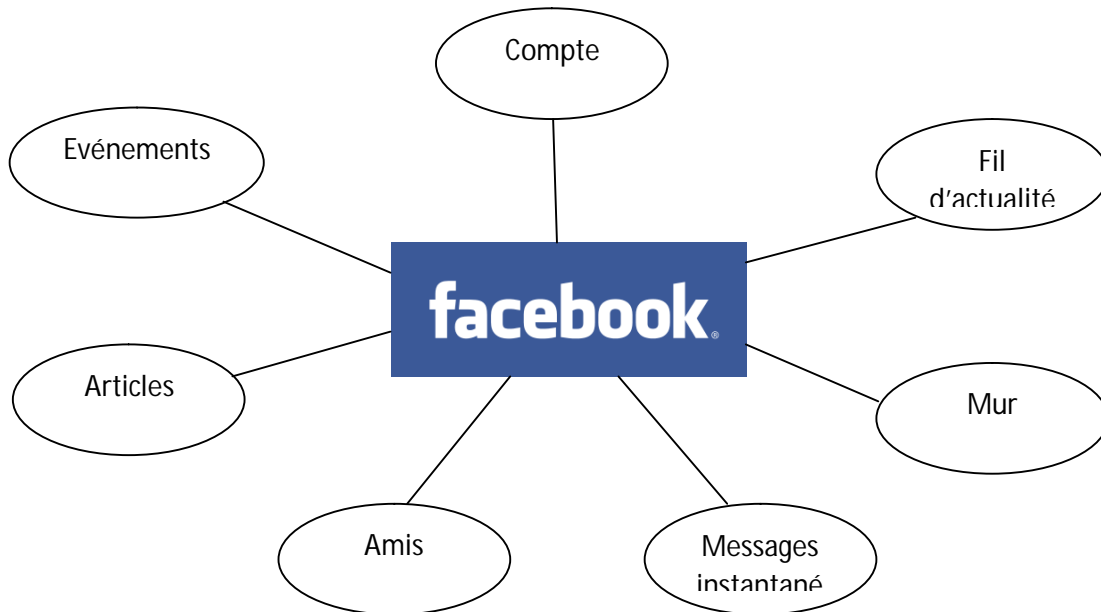 Compte
Evénements
Fil
d'actualité
facebook®
Articles
Mur
Amis
Messages
instantané